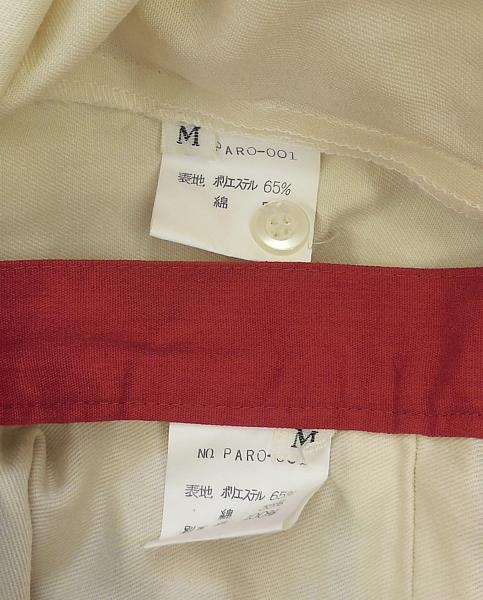 M
PARO-001
表地 ポリエステル 65%
綿
M
NO. PARO-001
表地 ポリエステル 65%
綿